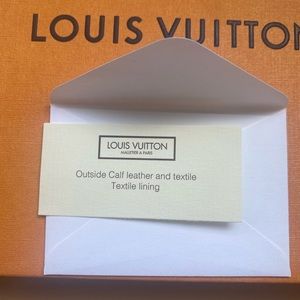 LOUIS VUITTON
LOUIS VUITTON
MALLETIER A PARIS
Outside Calf leather and textile
Textile lining